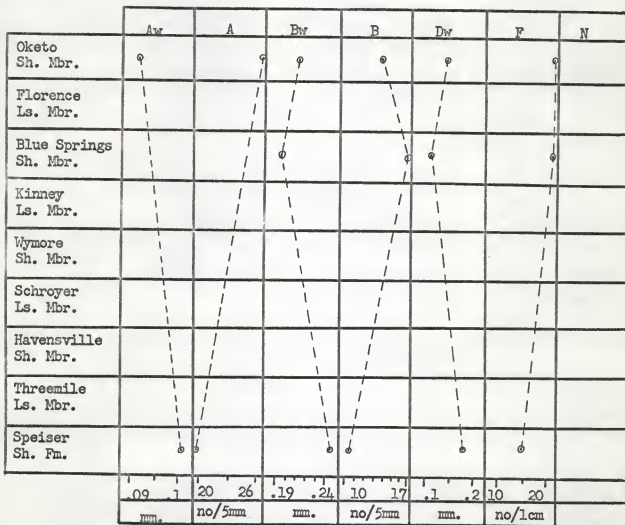 Aw A Bw B Dw F N
Oketo
Sh. Mbr.
Florence
Ls. Mbr.
Blue Springs
Sh. Mbr.
Kinney
Ls. Mbr.
Wymore
Sh. Mbr.
Schroyer
Ls. Mbr.
Havensville
Sh. Mbr.
Threemile
Ls. Mbr.
Speiser
Sh. Fm.
.09 .1 20 26 .19 .24 10 17 .1 .2 10 20
mm. no/5mm mm. no/5mm mm. no/1cm